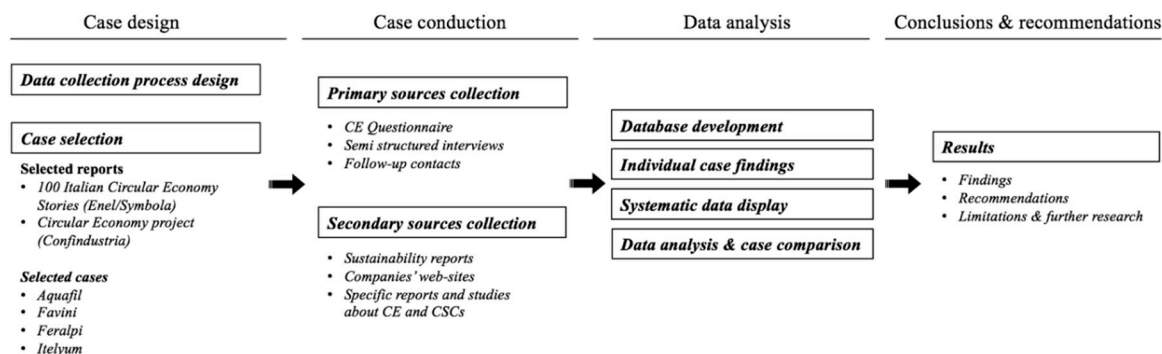 Case design
Data collection process design
Case selection
Selected reports
• 100 Italian Circular Economy
Stories (Enel/Symbola)
• Circular Economy project
(Confindustria)
Selected cases
• Aquafil
• Favini
• Feralpi
• Itelyum
Case conduction
Primary sources collection
• CE Questionnaire
• Semi structured interviews
• Follow-up contacts
Secondary sources collection
• Sustainability reports
• Companies' web-sites
• Specific reports and studies
about CE and CSCs
Data analysis
Database development
Individual case findings
Systematic data display
Data analysis & case comparison
Conclusions & recommendations
Results
• Findings
• Recommendations
• Limitations & further research